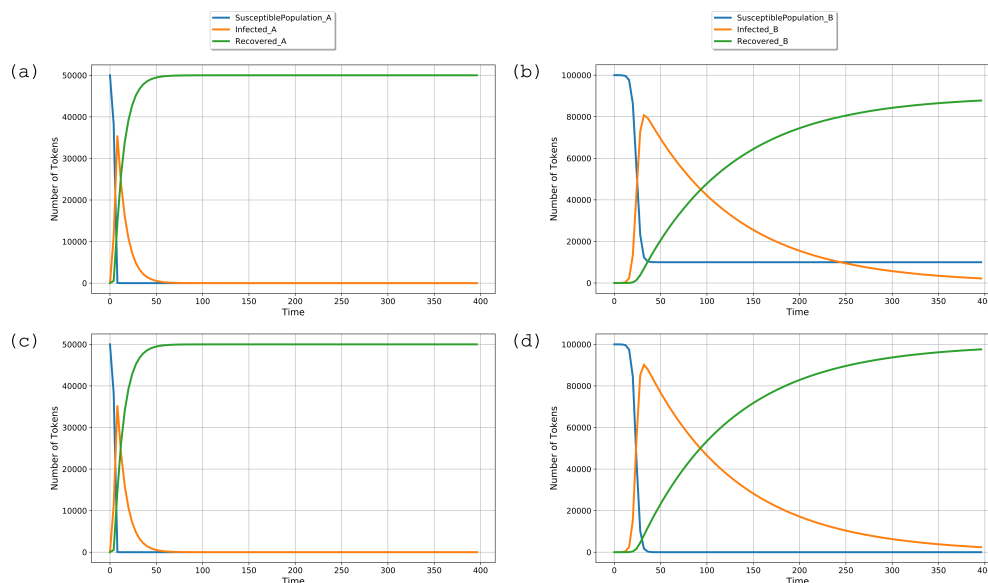 SusceptiblePopulation_A
Infected_A
Recovered_A
SusceptiblePopulation_B
Infected_B
Recovered_B
(a)
50000
40000
30000
20000
10000
0
Number of Tokens
0 50 100 150 200 250 300 350 400
Time
(b)
100000
80000
60000
40000
20000
0
Number of Tokens
0 50 100 150 200 250 300 350 40
Time
(c)
50000
40000
30000
20000
10000
0
Number of Tokens
0 50 100 150 200 250 300 350 400
Time
(d)
100000
80000
60000
40000
20000
0
Number of Tokens
0 50 100 150 200 250 300 350 40
Time